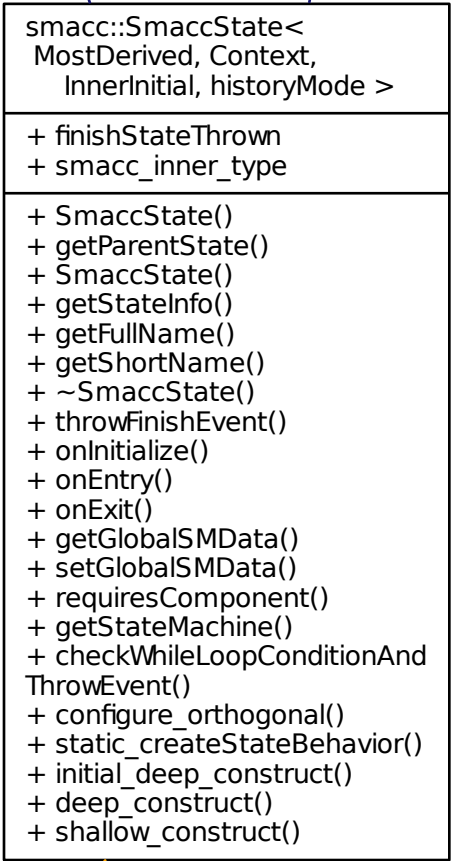 smacc::SmaccState<
MostDerived, Context,
InnerInitial, historyMode >
+ finishStateThrown
+ smacc_inner_type
+ SmaccState()
+ getParentState()
+ SmaccState()
+ getStateInfo()
+ getFullName()
+ getShortName()
+ ~SmaccState()
+ throwFinishEvent()
+ onInitialize()
+ onEntry()
+ onExit()
+ getGlobalSMData()
+ setGlobalSMData()
+ requiresComponent()
+ getStateMachine()
+ checkWhileLoopConditionAnd
ThrowEvent()
+ configure_orthogonal()
+ static_createStateBehavior()
+ initial_deep_construct()
+ deep_construct()
+ shallow_construct()